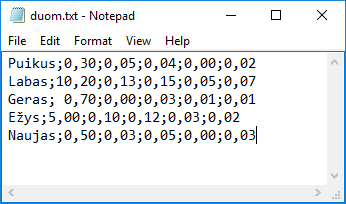 duom.txt - Notepad
File Edit Format View Help
Puikus;0,30;0,05;0,04;0,00;0,02
Labas;10,20;0,13;0,15;0,05;0,07
Geras; 0,70;0,00;0,03;0,01;0,01
Ežys;5,00;0,10;0,12;0,03;0,02
Naujas;0,50;0,03;0,05;0,00;0,03